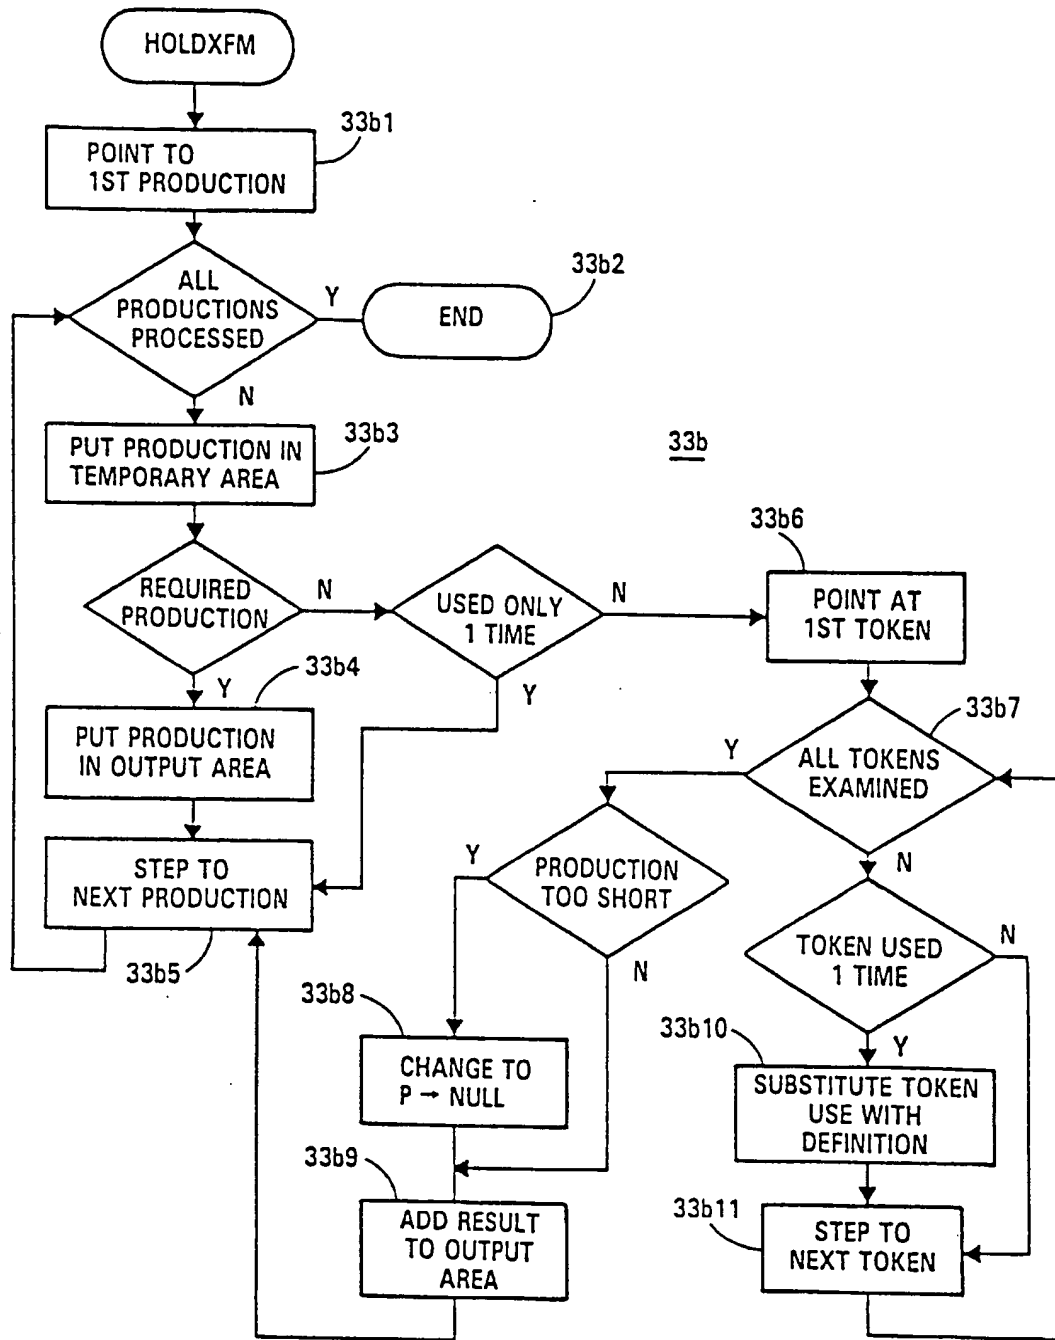 HOLDXFM
33b1
POINT TO
1ST PRODUCTION
ALL
PRODUCTIONS
PROCESSED
Y
33b2
END
N
33b3
PUT PRODUCTION IN
TEMPORARY AREA
33b
REQUIRED
PRODUCTION
N
Y
USED ONLY
1 TIME
N
Y
33b6
POINT AT
1ST TOKEN
33b4
PUT PRODUCTION
IN OUTPUT AREA
STEP TO
NEXT PRODUCTION
33b5
33b7
ALL TOKENS
EXAMINED
Y
N
PRODUCTION
TOO SHORT
Y
N
TOKEN USED
1 TIME
N
Y
33b8
CHANGE TO
P → NULL
33b9
ADD RESULT
TO OUTPUT
AREA
33b10
SUBSTITUTE TOKEN
USE WITH
DEFINITION
33b11
STEP TO
NEXT TOKEN